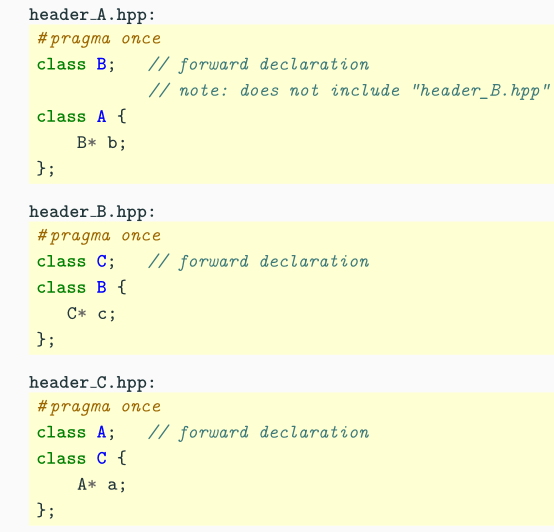 header_A.hpp:
#pragma once
class B;   // forward declaration
           // note: does not include "header_B.hpp"
class A {
    B* b;
};
header_B.hpp:
#pragma once
class C;   // forward declaration
class B {
   C* c;
};
header_C.hpp:
#pragma once
class A;   // forward declaration
class C {
    A* a;
};